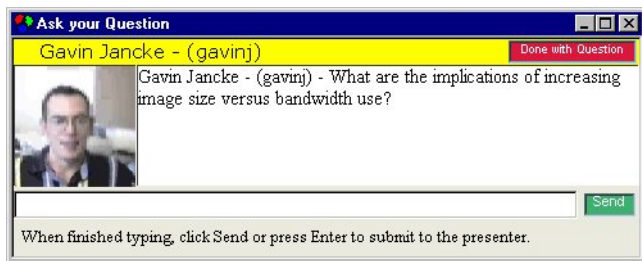 Ask your Question
Gavin Jancke - (gavinj)
Done with Question
Gavin Jancke - (gavinj) - What are the implications of increasing
image size versus bandwidth use?
Send
When finished typing, click Send or press Enter to submit to the presenter.